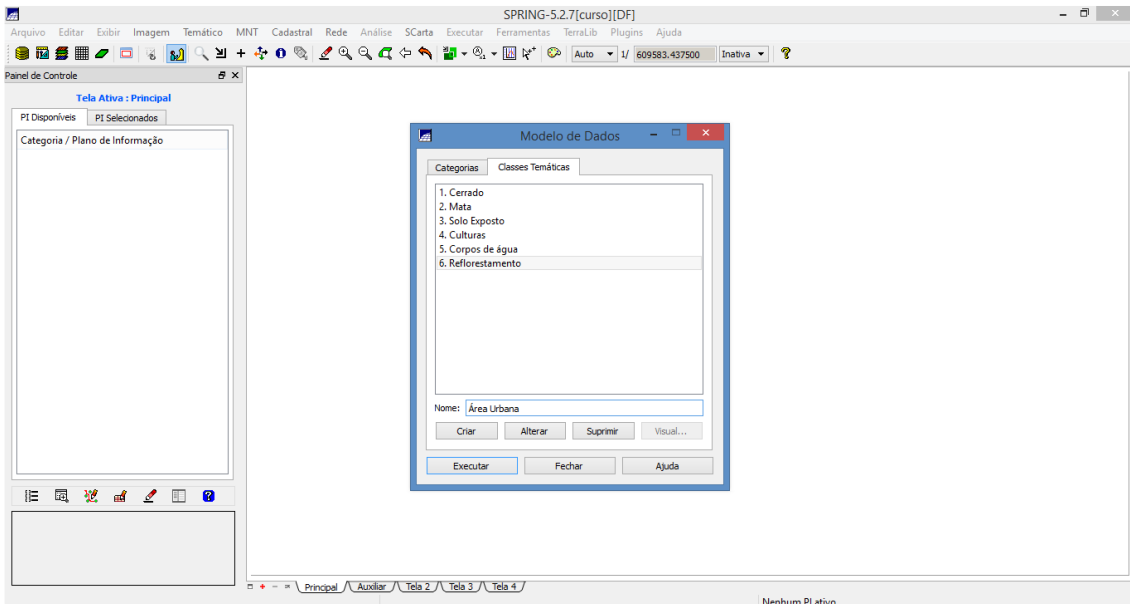 SPRING-5.2.7[curso][DF]
Arquivo Editar Exibir Imagem Temático MNT Cadastral Rede Análise SCarta Executar Ferramentas TerraLib Plugins Ajuda
Auto 1/ 609583.437500 Inativa
Painel de Controle
Tela Ativa : Principal
PI Disponíveis PI Selecionados
Categoria / Plano de Informação
Modelo de Dados
Categorias Classes Temáticas
1. Cerrado
2. Mata
3. Solo Exposto
4. Culturas
5. Corpos de água
6. Reflorestamento
Nome: Área Urbana
Criar Alterar Suprimir Visual...
Executar Fechar Ajuda
Principal Auxiliar Tela 2 Tela 3 Tela 4
Nenhum PI ativo